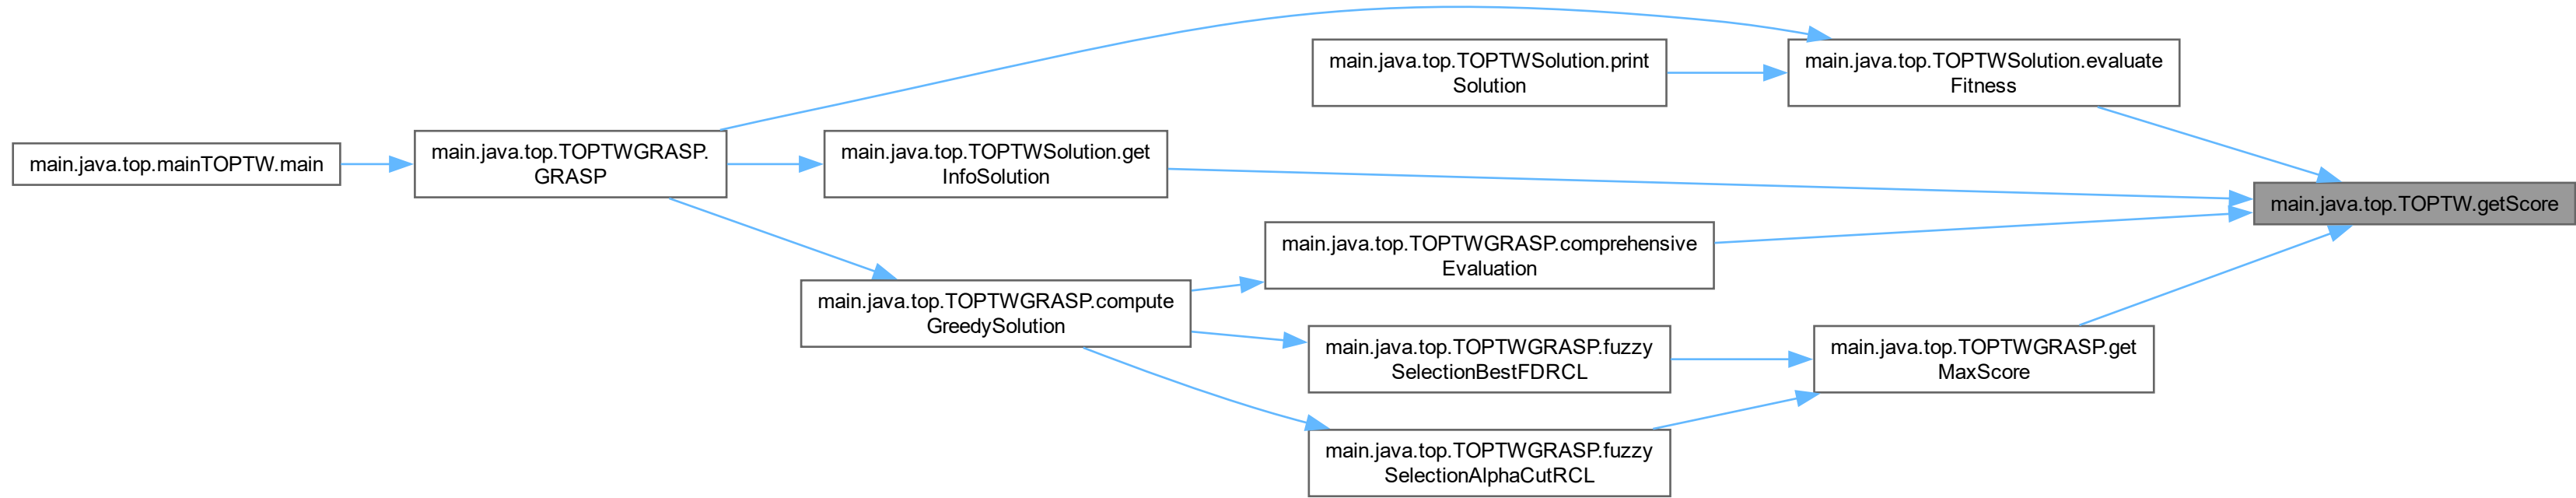 main.java.top.TOPTWSolution.print
Solution
main.java.top.TOPTWSolution.evaluate
Fitness
main.java.top.mainTOPTW.main
main.java.top.TOPTWGRASP.
GRASP
main.java.top.TOPTWSolution.get
InfoSolution
main.java.top.TOPTW.getScore
main.java.top.TOPTWGRASP.comprehensive
Evaluation
main.java.top.TOPTWGRASP.compute
GreedySolution
main.java.top.TOPTWGRASP.fuzzy
SelectionBestFDRCL
main.java.top.TOPTWGRASP.get
MaxScore
main.java.top.TOPTWGRASP.fuzzy
SelectionAlphaCutRCL